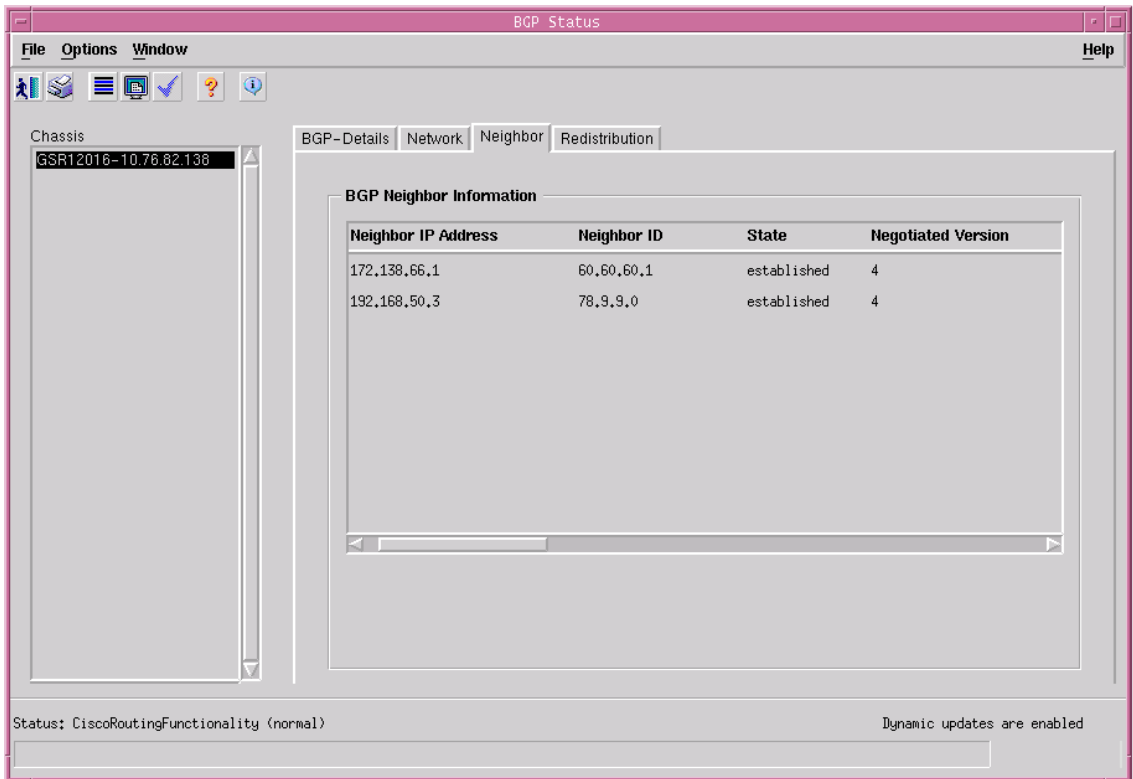 BGP Status
File Options Window Help
Chassis
GSR12016-10.76.82.138
BGP-Details Network Neighbor Redistribution
BGP Neighbor Information
Neighbor IP Address Neighbor ID State Negotiated Version
172.138.66.1 60.60.60.1 established 4
192.168.50.3 78.9.9.0 established 4
Status: CiscoRoutingFunctionality (normal) Dynamic updates are enabled